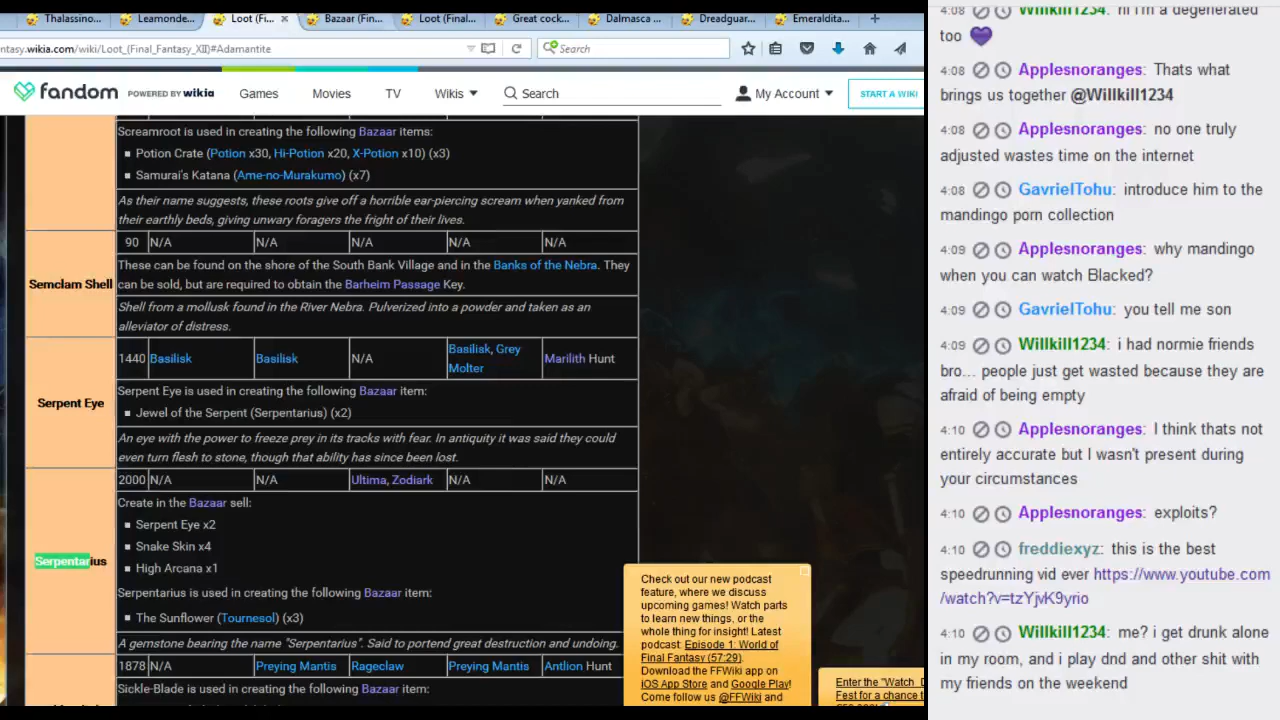 Thalassino...
Leamonde...
Loot (Fi...
Bazaar (Fin...
Loot (Final...
Great cock...
Dalmasca ...
Dreadguar...
Emeraldita...
ntasy.wikia.com/wiki/Loot_(Final_Fantasy_XII)#Adamantite
Search
fandom POWERED BY wikia
Games
Movies
TV
Wikis
Search
My Account
START A WIKI
Screamroot is used in creating the following Bazaar items:
Potion Crate (Potion x30, Hi-Potion x20, X-Potion x10) (x3)
Samurai's Katana (Ame-no-Murakumo) (x7)
As their name suggests, these roots give off a horrible ear-piercing scream when yanked from
their earthly beds, giving unwary foragers the fright of their lives.
Semclam Shell
90 N/A N/A N/A N/A N/A
These can be found on the shore of the South Bank Village and in the Banks of the Nebra. They
can be sold, but are required to obtain the Barheim Passage Key.
Shell from a mollusk found in the River Nebra. Pulverized into a powder and taken as an
alleviator of distress.
Serpent Eye
1440 Basilisk Basilisk N/A Basilisk, Grey Molter Marilith Hunt
Serpent Eye is used in creating the following Bazaar item:
Jewel of the Serpent (Serpentarius) (x2)
An eye with the power to freeze prey in its tracks with fear. In antiquity it was said they could
even turn flesh to stone, though that ability has since been lost.
Serpentarius
2000 N/A N/A Ultima, Zodiark N/A N/A
Create in the Bazaar sell:
Serpent Eye x2
Snake Skin x4
High Arcana x1
Serpentarius is used in creating the following Bazaar item:
The Sunflower (Tournesol) (x3)
A gemstone bearing the name "Serpentarius". Said to portend great destruction and undoing.
1878 N/A Preying Mantis Rageclaw Preying Mantis Antlion Hunt
Sickle-Blade is used in creating the following Bazaar item:
Check out our new podcast
feature, where we discuss
upcoming games! Watch parts
to learn new things, or the
whole thing for insight! Latest
podcast: Episode 1: World of
Final Fantasy (57:29).
Download the FFWiki app on
iOS App Store and Google Play!
Come follow us @FFWiki and
Enter the "Watch_D
Fest for a chance t
4:08 Willkill1234: hi i'm a degenerated
too
4:08 Applesnoranges: Thats what
brings us together @Willkill1234
4:08 Applesnoranges: no one truly
adjusted wastes time on the internet
4:08 GavrielTohu: introduce him to the
mandingo porn collection
4:09 Applesnoranges: why mandingo
when you can watch Blacked?
4:09 GavrielTohu: you tell me son
4:09 Willkill1234: i had normie friends
bro... people just get wasted because they are
afraid of being empty
4:10 Applesnoranges: I think thats not
entirely accurate but I wasn't present during
your circumstances
4:10 Applesnoranges: exploits?
4:10 freddiexyz: this is the best
speedrunning vid ever https://www.youtube.com
/watch?v=tzYjvK9yrio
4:10 Willkill1234: me? i get drunk alone
in my room, and i play dnd and other shit with
my friends on the weekend